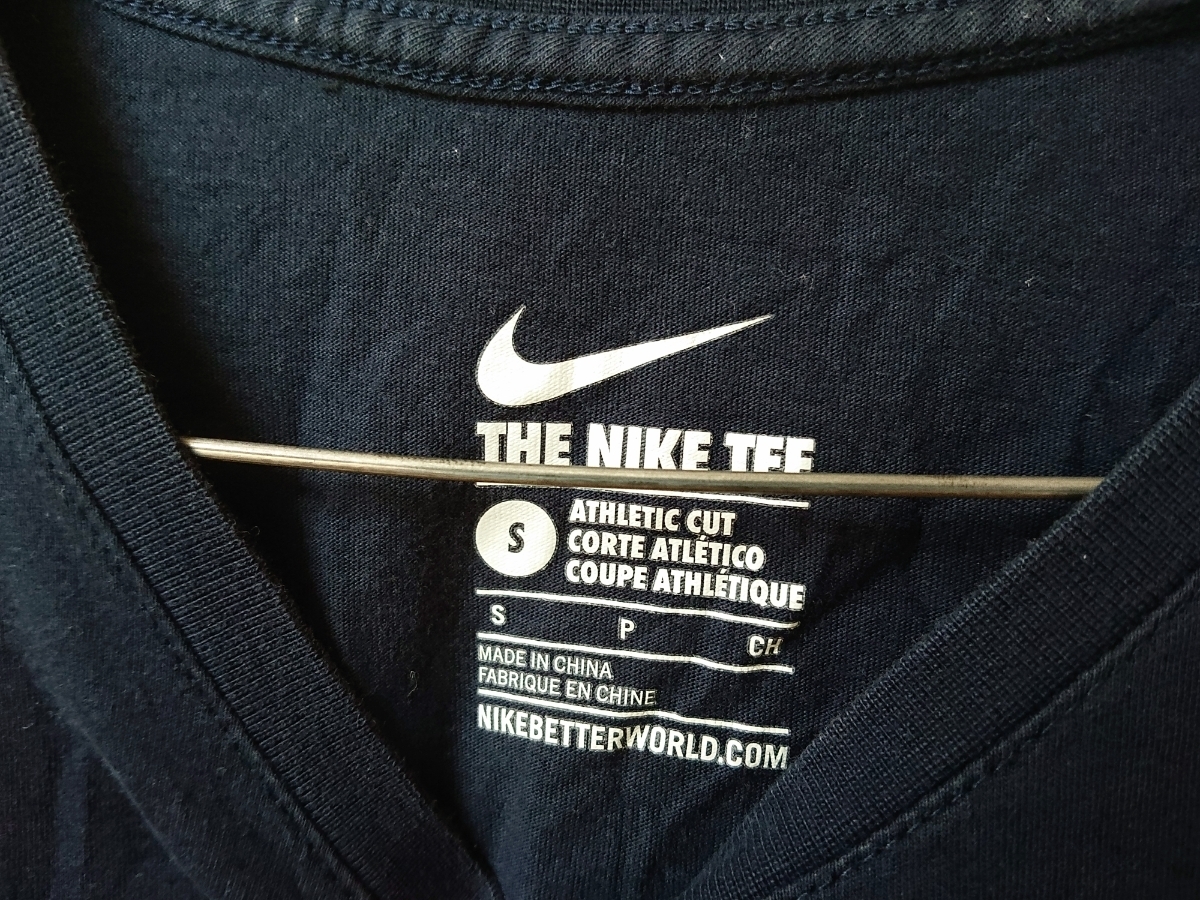 THE NIKE TEE
S
ATHLETIC CUT
CORTE ATLÉTICO
COUPE ATHLÉTIQUE
S P CH
MADE IN CHINA
FABRIQUE EN CHINE
NIKEBETTERWORLD.COM